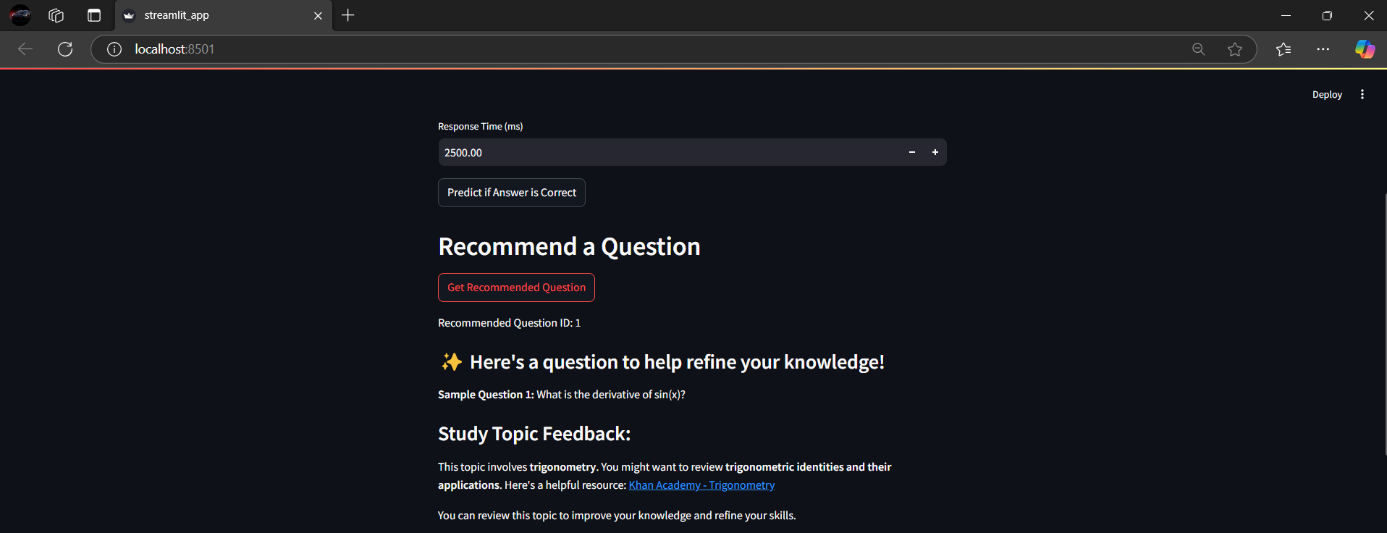 streamlit_app
localhost:8501
Deploy
Response Time (ms)
2500.00
Predict if Answer is Correct
Recommend a Question
Get Recommended Question
Recommended Question ID: 1
✨ Here's a question to help refine your knowledge!
Sample Question 1: What is the derivative of sin(x)?
Study Topic Feedback:
This topic involves trigonometry. You might want to review trigonometric identities and their
applications. Here's a helpful resource: Khan Academy - Trigonometry
You can review this topic to improve your knowledge and refine your skills.